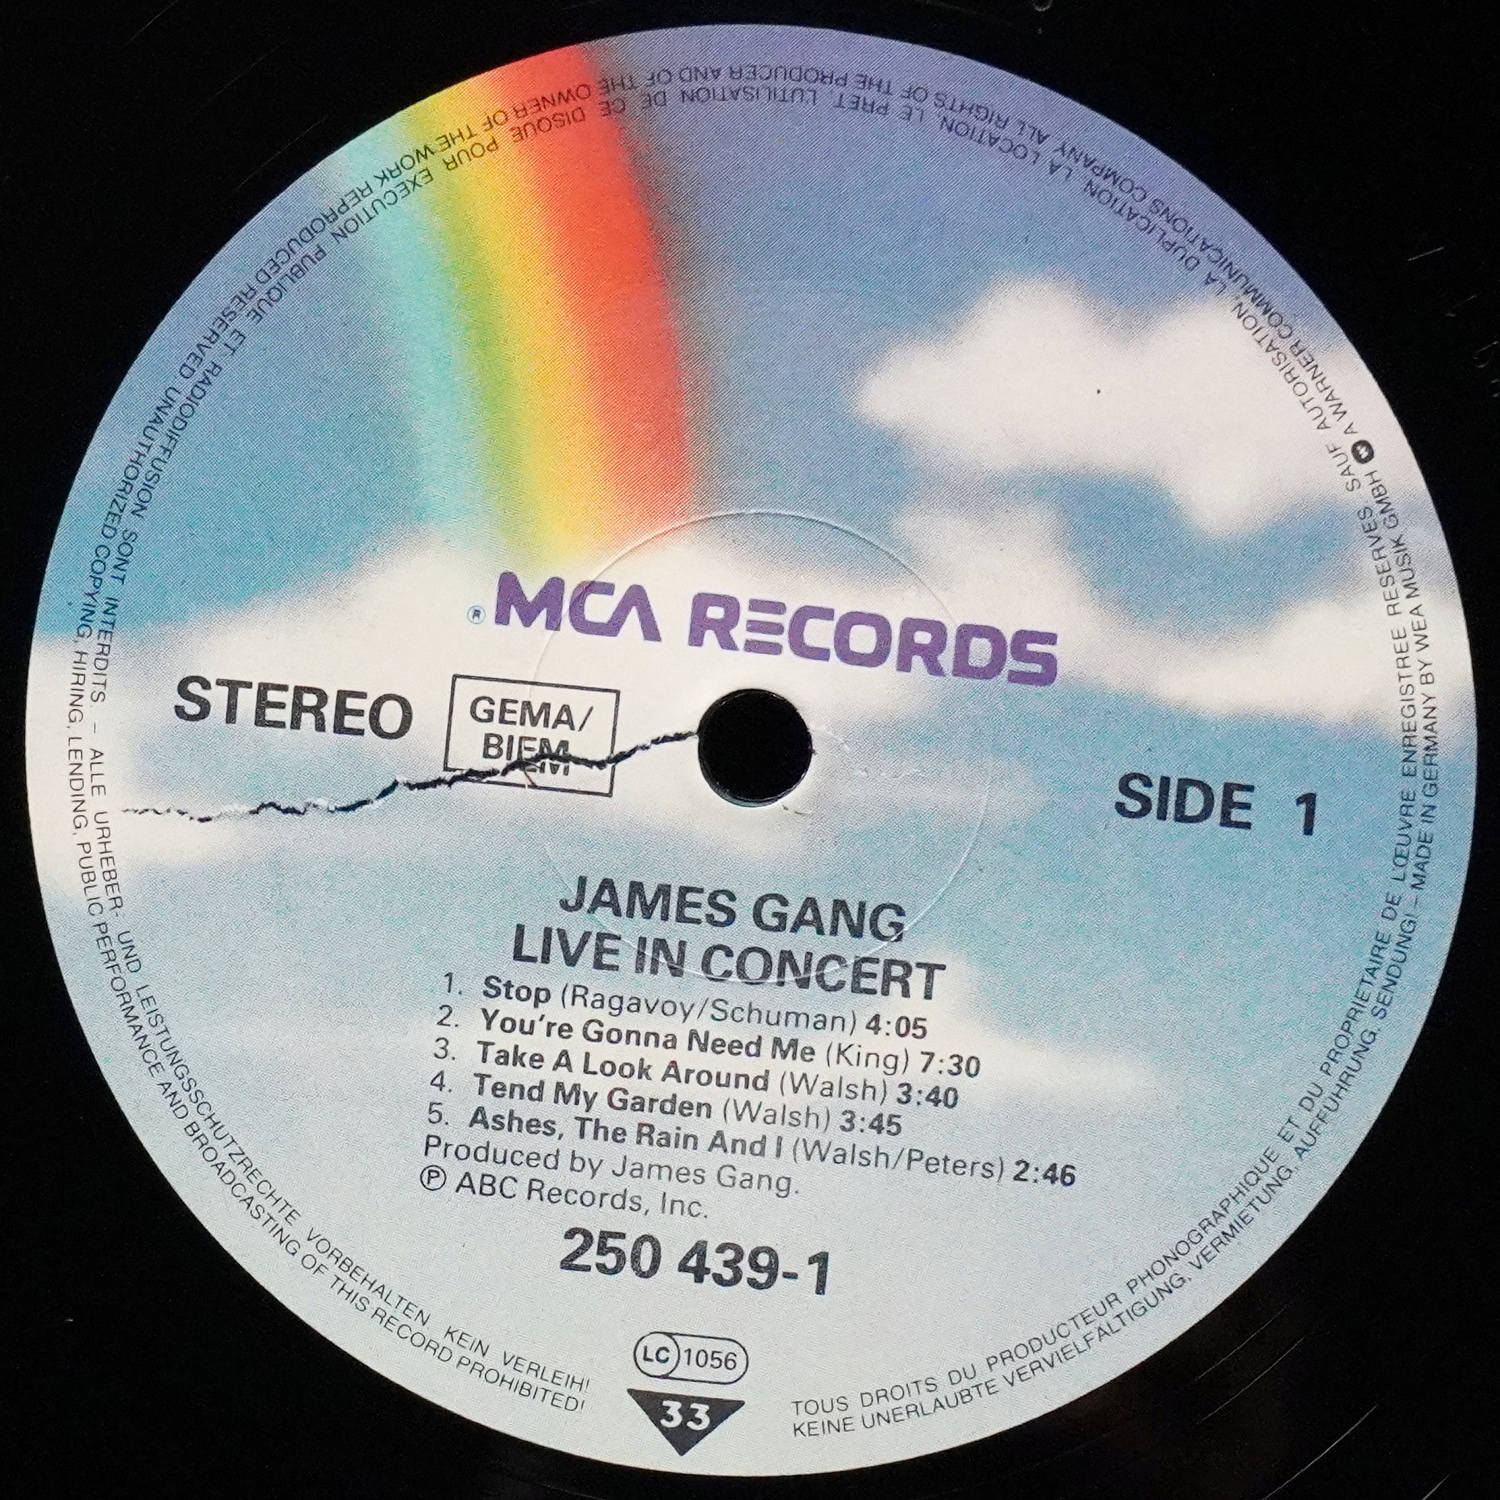 ® MCA RECORDS
STEREO
GEMA/
BIEM
SIDE 1
JAMES GANG
LIVE IN CONCERT
1. Stop (Ragavoy/Schuman) 4:05
2. You're Gonna Need Me (King) 7:30
3. Take A Look Around (Walsh) 3:40
4. Tend My Garden (Walsh) 3:45
5. Ashes, The Rain And I (Walsh/Peters) 2:46
Produced by James Gang.
℗ ABC Records, Inc.
250 439-1
LC 1056
33
TOUS DROITS DU PRODUCTEUR PHONOGRAPHIQUE ET DU PROPRIETAIRE DE LŒUVRE ENREGISTREE RESERVES SAUF AUTORISATION, LA DUPLICATION, LA LOCATION, LE PRET, L'UTILISATION DE CE DISQUE POUR EXECUTION PUBLIQUE ET RADIODIFFUSION SONT INTERDITS – ALLE URHEBER- UND LEISTUNGSSCHUTZRECHTE VORBEHALTEN KEIN VERLEIH!
KEINE UNERLAUBTE VERVIELFÄLTIGUNG, VERMIETUNG, AUFFÜHRUNG, SENDUNG! – MADE IN GERMANY BY WEA MUSIK GMBH A WARNER COMMUNICATIONS COMPANY ALL RIGHTS OF THE PRODUCER AND OF THE OWNER OF THE WORK REPRODUCED RESERVED UNAUTHORIZED COPYING, HIRING, LENDING, PUBLIC PERFORMANCE AND BROADCASTING OF THIS RECORD PROHIBITED!